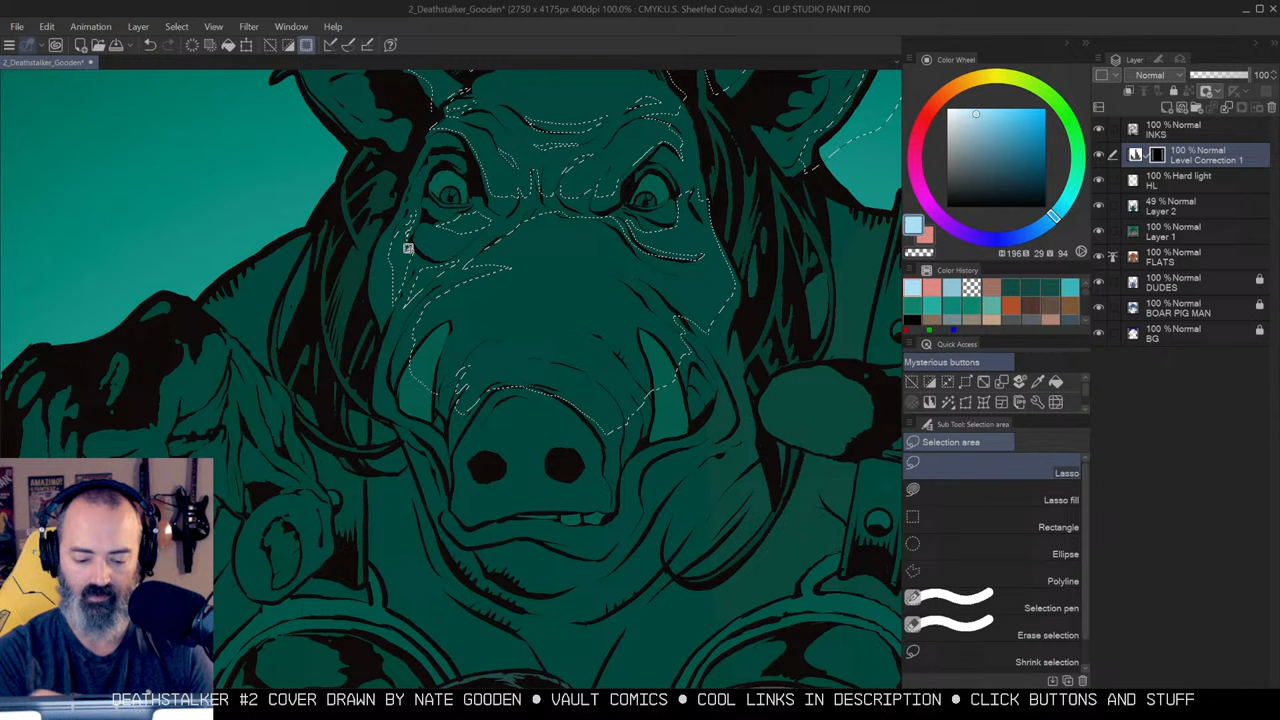 2_Deathstalker_Gooden* (2750 x 4175px 400dpi 100.0% : CMYK:U.S. Sheetfed Coated v2) - CLIP STUDIO PAINT PRO
File Edit Animation Layer Select View Filter Window Help
2_Deathstalker_Gooden*
Color Wheel
H 196 S 29 V 94
Color History
Quick Access
Mysterious buttons
Sub Tool: Selection area
Selection area
Lasso
Lasso fill
Rectangle
Ellipse
Polyline
Selection pen
Erase selection
Shrink selection
Layer
Normal 100
100 % Normal
INKS
100 % Normal
Level Correction 1
100 % Hard light
HL
49 % Normal
Layer 2
100 % Normal
Layer 1
100 % Normal
FLATS
100 % Normal
DUDES
100 % Normal
BOAR PIG MAN
100 % Normal
BG
DEATHSTALKER #2 COVER DRAWN BY NATE GOODEN ● VAULT COMICS ● COOL LINKS IN DESCRIPTION ● CLICK BUTTONS AND STUFF